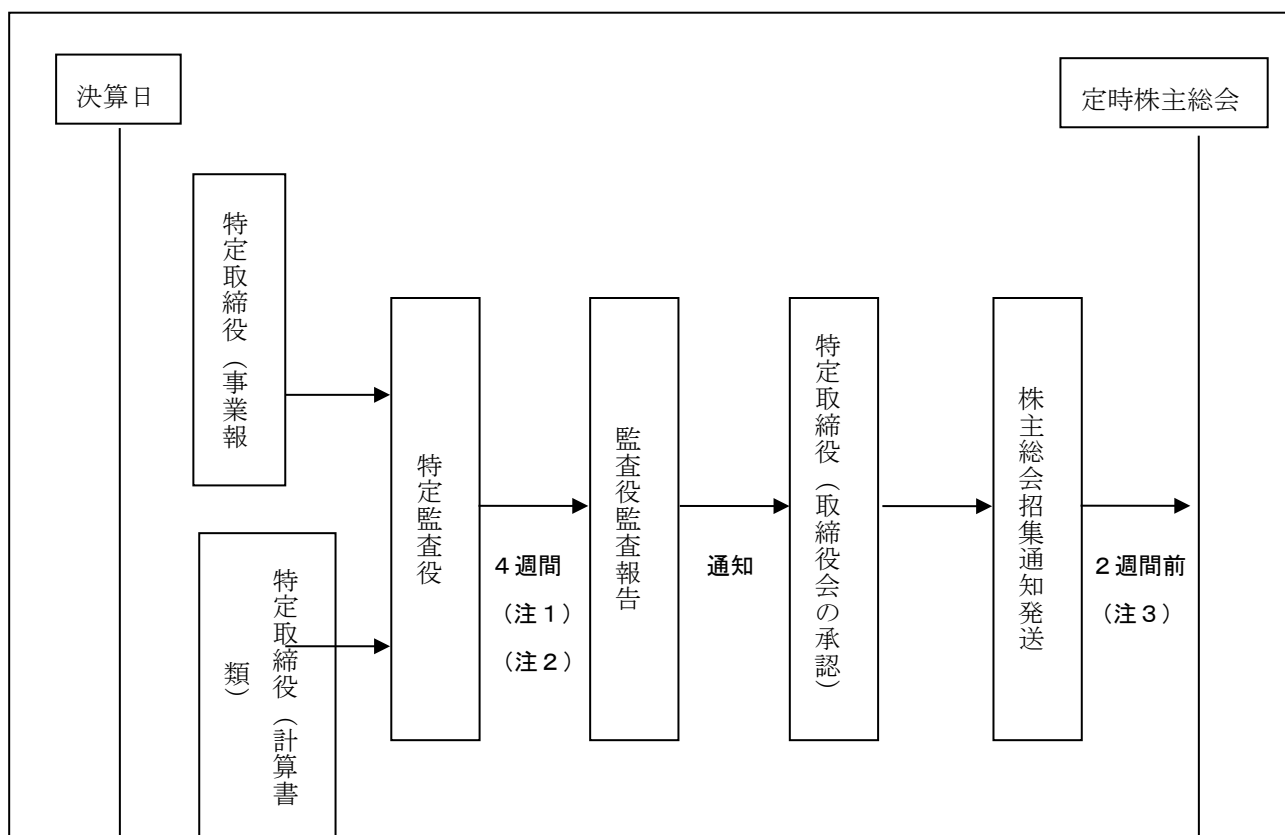 決算日
定時株主総会
特定取締役（事業報
特定取締役（計算書
類）
特定監査役
４週間
（注１）
（注２）
監査役監査報告
通知
特定取締役（取締役会の承認）
株主総会招集通知発送
２週間前
（注３）